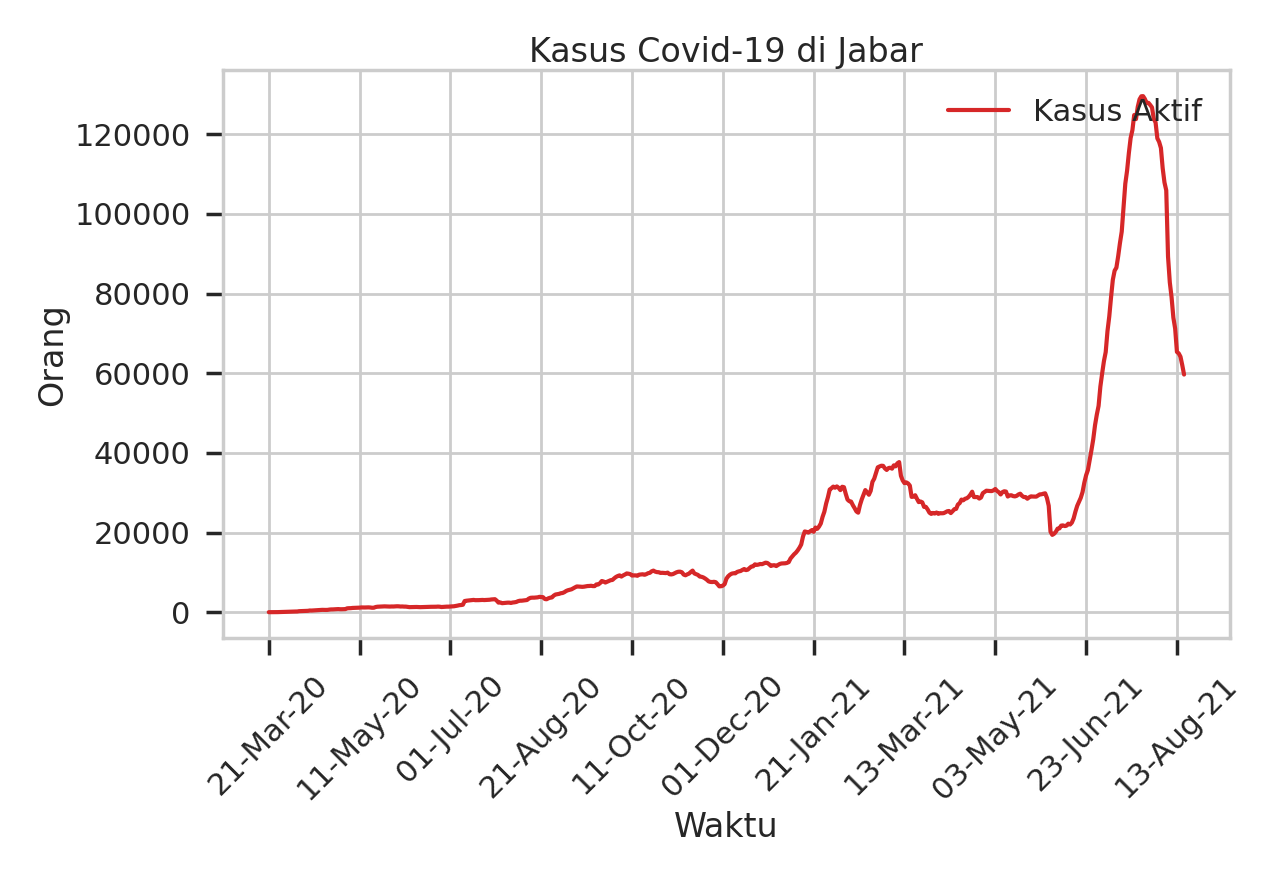 Kasus Covid-19 di Jabar
Kasus Aktif
120000
100000
80000
60000
40000
20000
0
Orang
21-Mar-20
11-May-20
01-Jul-20
21-Aug-20
11-Oct-20
01-Dec-20
21-Jan-21
13-Mar-21
03-May-21
23-Jun-21
13-Aug-21
Waktu